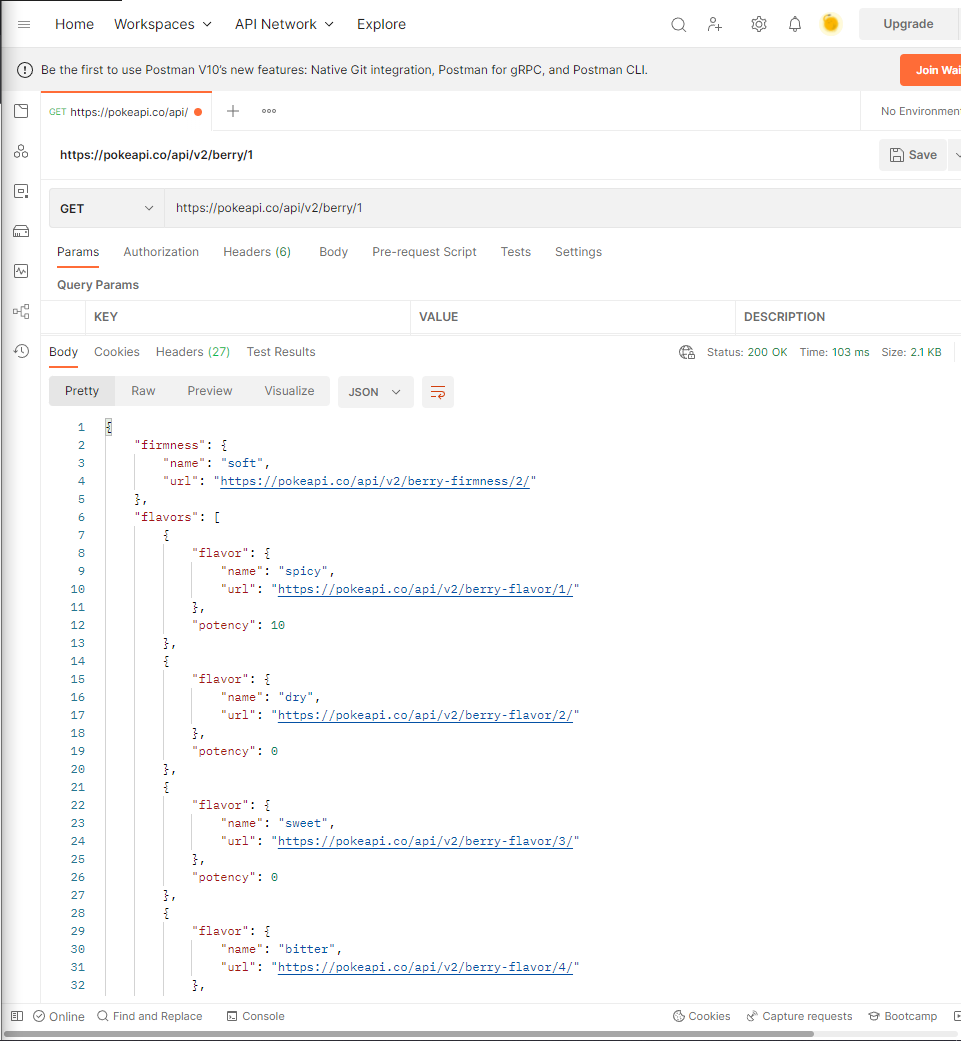 Home Workspaces API Network Explore Upgrade
Be the first to use Postman V10's new features: Native Git integration, Postman for gRPC, and Postman CLI. Join Wai
GET https://pokeapi.co/api/ No Environmen
https://pokeapi.co/api/v2/berry/1 Save
GET https://pokeapi.co/api/v2/berry/1
Params Authorization Headers (6) Body Pre-request Script Tests Settings
Query Params
KEY VALUE DESCRIPTION
Body Cookies Headers (27) Test Results Status: 200 OK Time: 103 ms Size: 2.1 KB
Pretty Raw Preview Visualize JSON
1 {
2 "firmness": {
3 "name": "soft",
4 "url": "https://pokeapi.co/api/v2/berry-firmness/2/"
5 },
6 "flavors": [
7 {
8 "flavor": {
9 "name": "spicy",
10 "url": "https://pokeapi.co/api/v2/berry-flavor/1/"
11 },
12 "potency": 10
13 },
14 {
15 "flavor": {
16 "name": "dry",
17 "url": "https://pokeapi.co/api/v2/berry-flavor/2/"
18 },
19 "potency": 0
20 },
21 {
22 "flavor": {
23 "name": "sweet",
24 "url": "https://pokeapi.co/api/v2/berry-flavor/3/"
25 },
26 "potency": 0
27 },
28 {
29 "flavor": {
30 "name": "bitter",
31 "url": "https://pokeapi.co/api/v2/berry-flavor/4/"
32 },
Online Find and Replace Console Cookies Capture requests Bootcamp